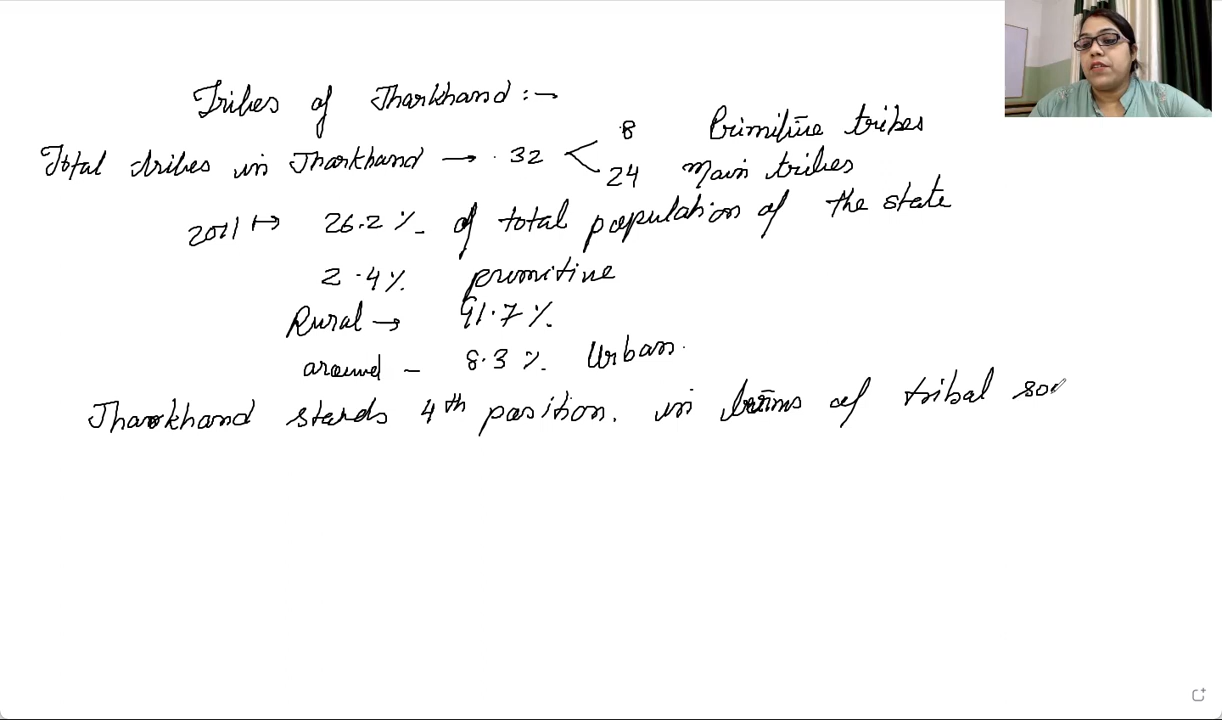 Tribes of Jharkhand :-
Total tribes in Jharkhand → 32 < 8 Primitive tribes
24 Main tribes
2011 ↦ 26.2 % of total population of the state
2.4 % primitive
Rural → 91.7 %.
around - 8.3 %. Urban.
Jharkhand stands 4th position. in terms of tribal so